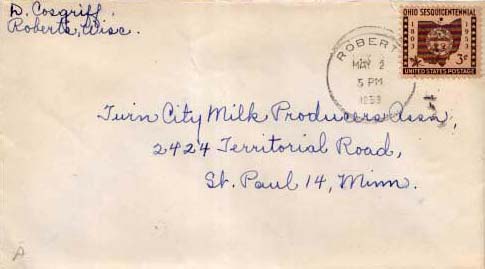 D. Cosgriff,
Roberts, Wisc.
OHIO SESQUICENTENNIAL
1803
1953
3¢
UNITED STATES POSTAGE
ROBERT
MAY 2
5 PM
1953
Twin City Milk Producers Assn,
2424 Territorial Road,
St. Paul 14, Minn.